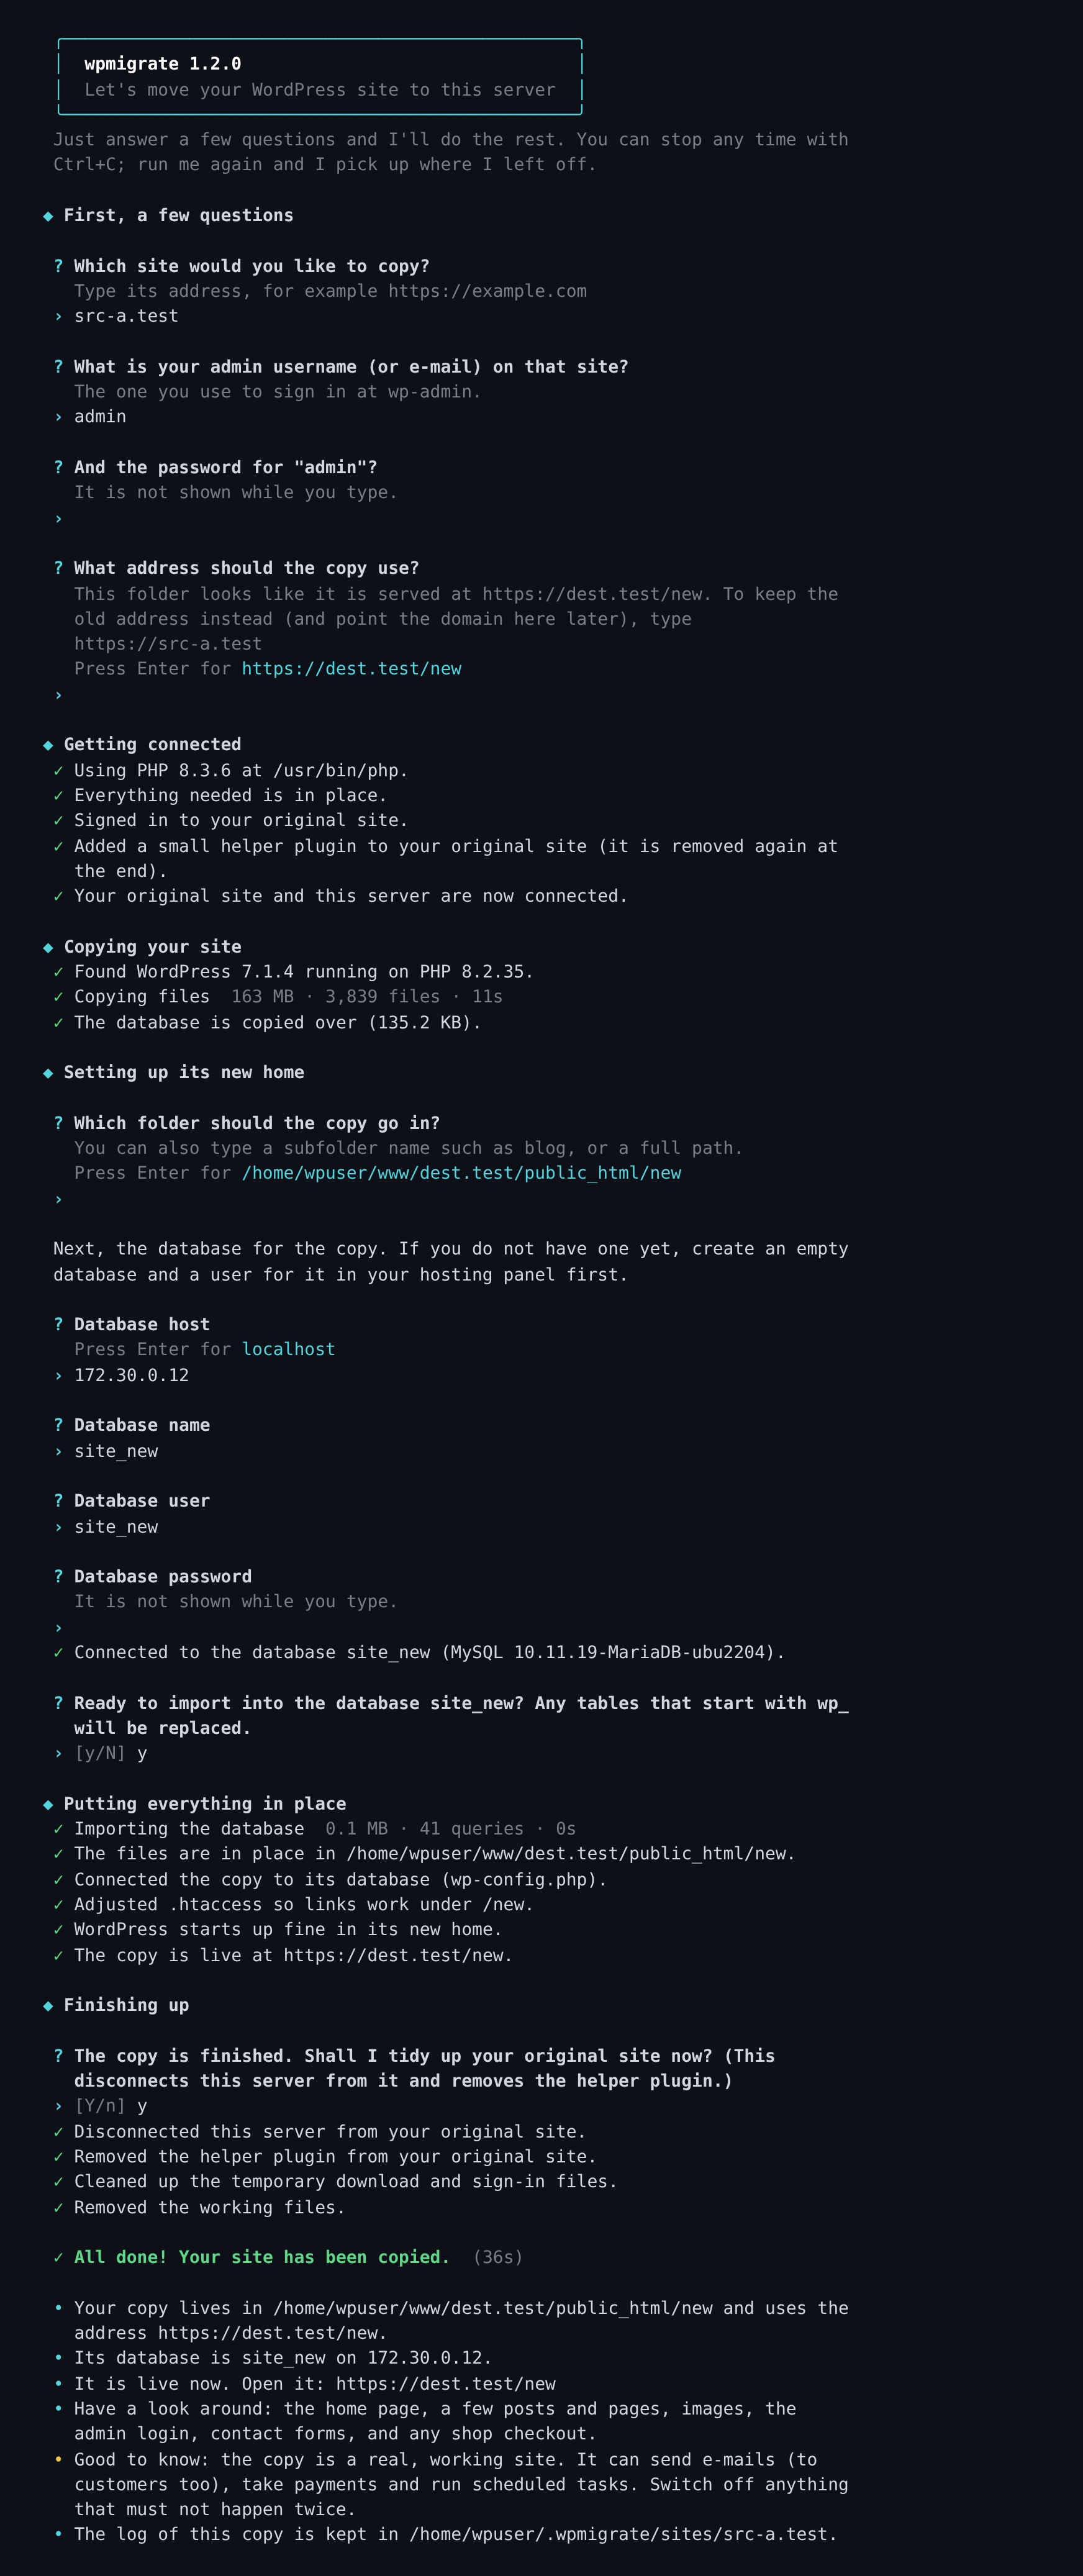 wpmigrate 1.2.0
Let's move your WordPress site to this server
Just answer a few questions and I'll do the rest. You can stop any time with
Ctrl+C; run me again and I pick up where I left off.
◆ First, a few questions
? Which site would you like to copy?
Type its address, for example https://example.com
› src-a.test
? What is your admin username (or e-mail) on that site?
The one you use to sign in at wp-admin.
› admin
? And the password for "admin"?
It is not shown while you type.
›
? What address should the copy use?
This folder looks like it is served at https://dest.test/new. To keep the
old address instead (and point the domain here later), type
https://src-a.test
Press Enter for https://dest.test/new
›
◆ Getting connected
✓ Using PHP 8.3.6 at /usr/bin/php.
✓ Everything needed is in place.
✓ Signed in to your original site.
✓ Added a small helper plugin to your original site (it is removed again at
the end).
✓ Your original site and this server are now connected.
◆ Copying your site
✓ Found WordPress 7.1.4 running on PHP 8.2.35.
✓ Copying files  163 MB · 3,839 files · 11s
✓ The database is copied over (135.2 KB).
◆ Setting up its new home
? Which folder should the copy go in?
You can also type a subfolder name such as blog, or a full path.
Press Enter for /home/wpuser/www/dest.test/public_html/new
›
Next, the database for the copy. If you do not have one yet, create an empty
database and a user for it in your hosting panel first.
? Database host
Press Enter for localhost
› 172.30.0.12
? Database name
› site_new
? Database user
› site_new
? Database password
It is not shown while you type.
›
✓ Connected to the database site_new (MySQL 10.11.19-MariaDB-ubu2204).
? Ready to import into the database site_new? Any tables that start with wp_
will be replaced.
› [y/N] y
◆ Putting everything in place
✓ Importing the database  0.1 MB · 41 queries · 0s
✓ The files are in place in /home/wpuser/www/dest.test/public_html/new.
✓ Connected the copy to its database (wp-config.php).
✓ Adjusted .htaccess so links work under /new.
✓ WordPress starts up fine in its new home.
✓ The copy is live at https://dest.test/new.
◆ Finishing up
? The copy is finished. Shall I tidy up your original site now? (This
disconnects this server from it and removes the helper plugin.)
› [Y/n] y
✓ Disconnected this server from your original site.
✓ Removed the helper plugin from your original site.
✓ Cleaned up the temporary download and sign-in files.
✓ Removed the working files.
✓ All done! Your site has been copied.  (36s)
• Your copy lives in /home/wpuser/www/dest.test/public_html/new and uses the
address https://dest.test/new.
• Its database is site_new on 172.30.0.12.
• It is live now. Open it: https://dest.test/new
• Have a look around: the home page, a few posts and pages, images, the
admin login, contact forms, and any shop checkout.
• Good to know: the copy is a real, working site. It can send e-mails (to
customers too), take payments and run scheduled tasks. Switch off anything
that must not happen twice.
• The log of this copy is kept in /home/wpuser/.wpmigrate/sites/src-a.test.